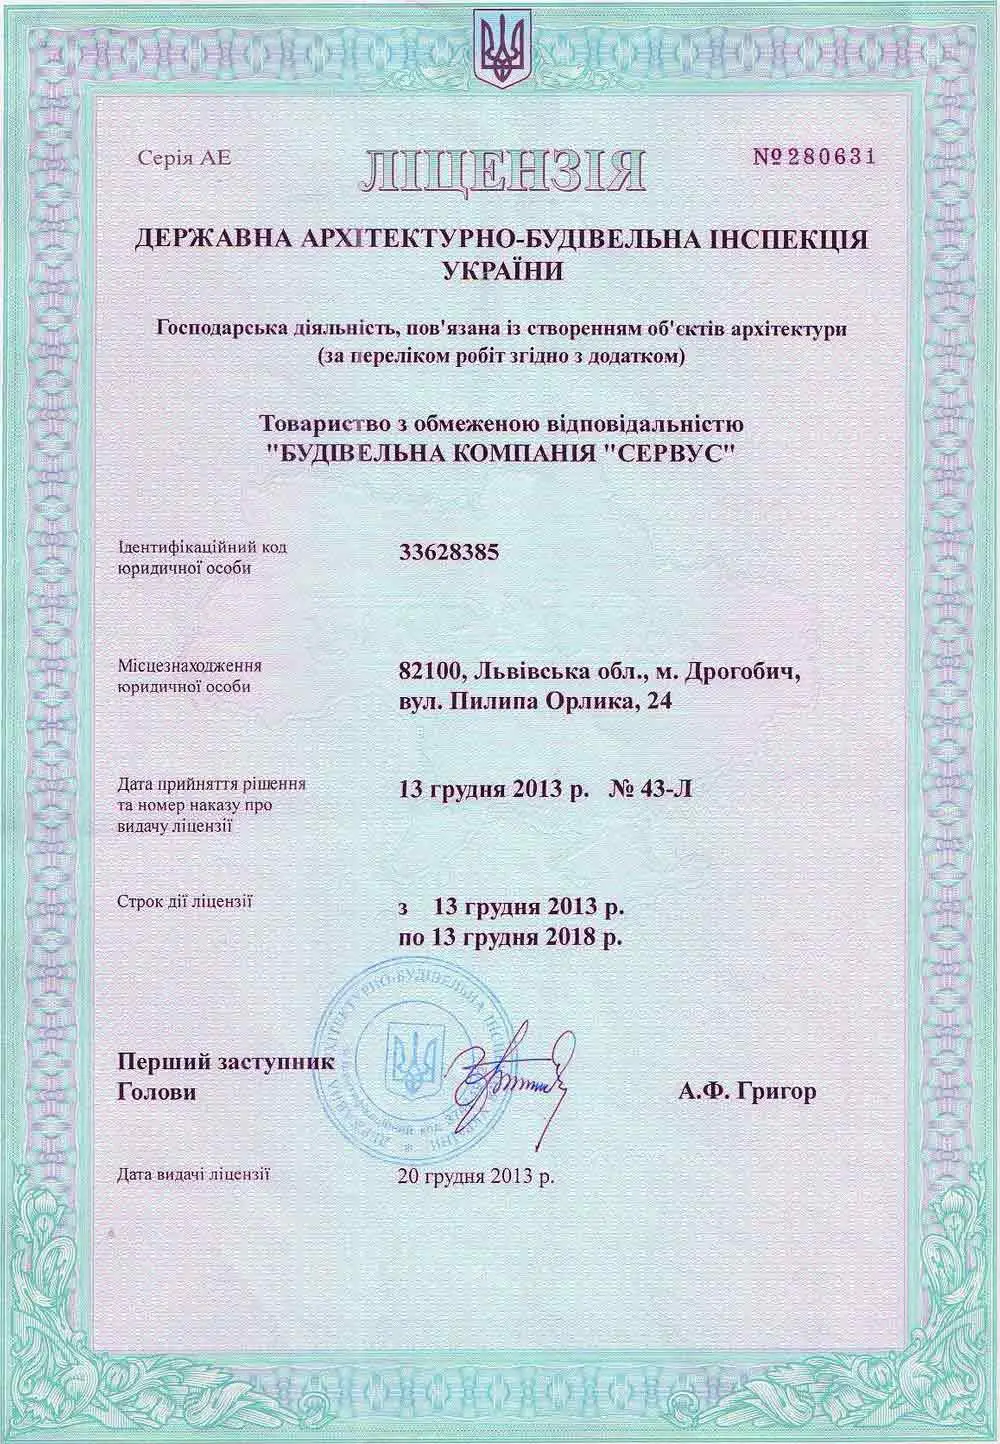 Серія АЕ
ЛІЦЕНЗІЯ
№280631
ДЕРЖАВНА АРХІТЕКТУРНО-БУДІВЕЛЬНА ІНСПЕКЦІЯ
УКРАЇНИ
Господарська діяльність, пов'язана із створенням об'єктів архітектури
(за переліком робіт згідно з додатком)
Товариство з обмеженою відповідальністю
"БУДІВЕЛЬНА КОМПАНІЯ "СЕРВУС"
Ідентифікаційний код
юридичної особи
33628385
Місцезнаходження
юридичної особи
82100, Львівська обл., м. Дрогобич,
вул. Пилипа Орлика, 24
Дата прийняття рішення
та номер наказу про
видачу ліцензії
13 грудня 2013 р. № 43-Л
Строк дії ліцензії
з 13 грудня 2013 р.
по 13 грудня 2018 р.
Перший заступник
Голови
А.Ф. Григор
Дата видачі ліцензії
20 грудня 2013 р.